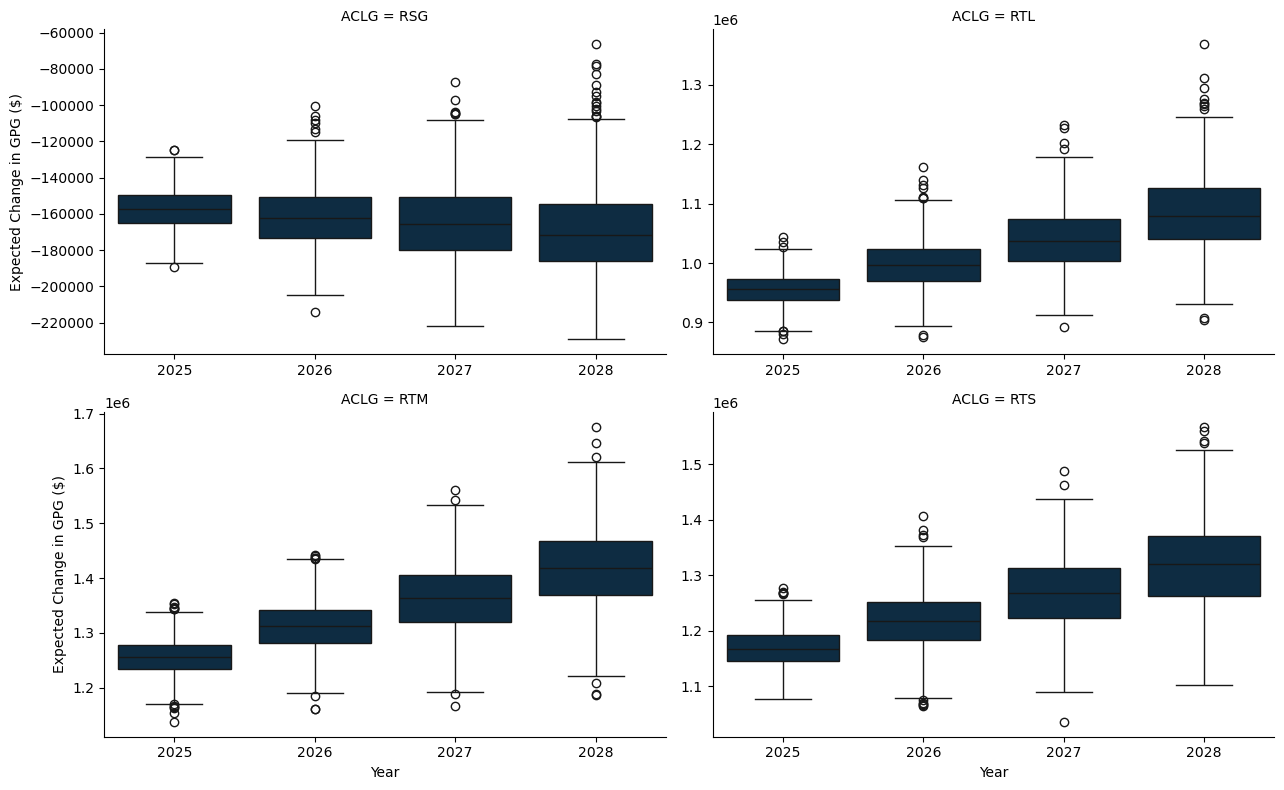 ACLG = RSG
Expected Change in GPG ($)
−60000
−80000
−100000
−120000
−140000
−160000
−180000
−200000
−220000
2025 2026 2027 2028
ACLG = RTL
1e6
1.3
1.2
1.1
1.0
0.9
2025 2026 2027 2028
ACLG = RTM
1e6
Expected Change in GPG ($)
1.7
1.6
1.5
1.4
1.3
1.2
2025 2026 2027 2028
Year
ACLG = RTS
1e6
1.5
1.4
1.3
1.2
1.1
2025 2026 2027 2028
Year